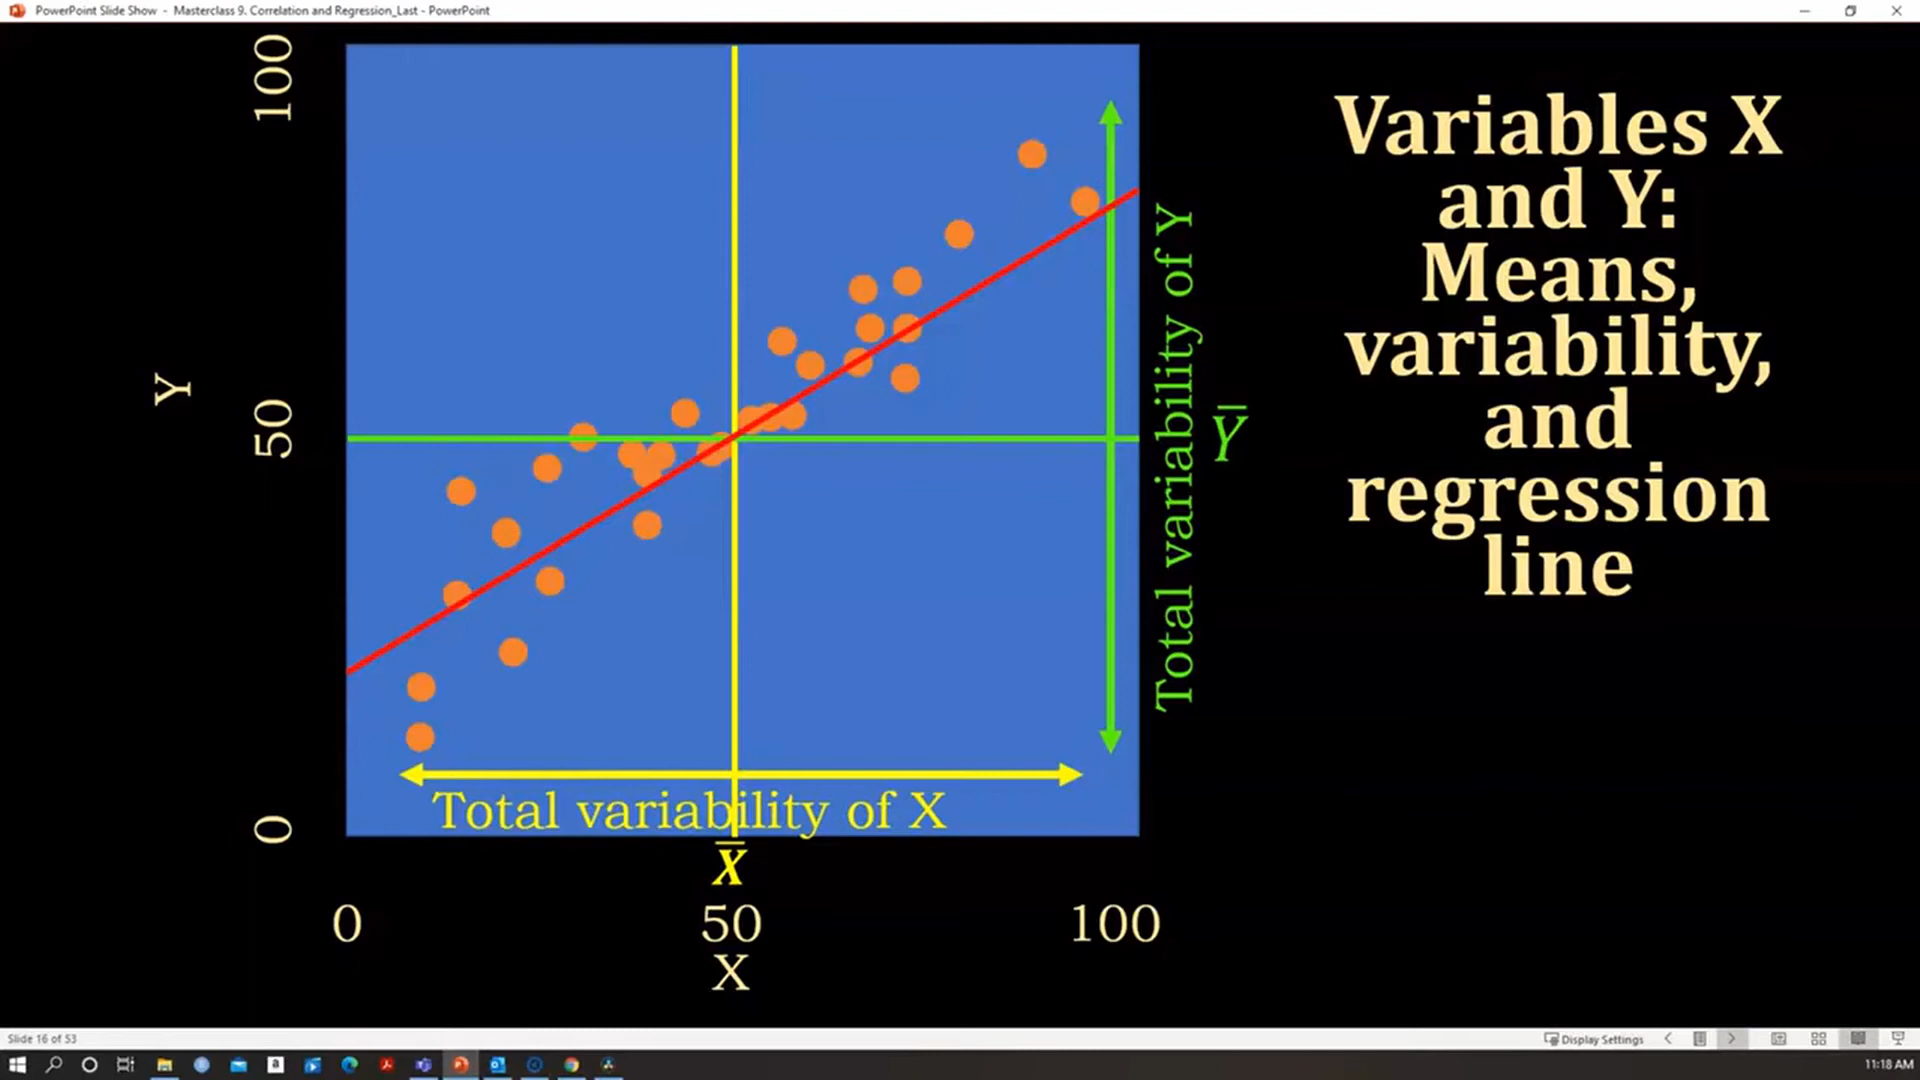 PowerPoint Slide Show - Masterclass 9. Correlation and Regression_Last - PowerPoint
100
50
0
Y
Variables X
and Y:
Means,
variability,
and
regression
line
Total variability of Y
Ȳ
Total variability of X
X̄
0 50 100
X
Slide 16 of 53
Display Settings
11:18 AM